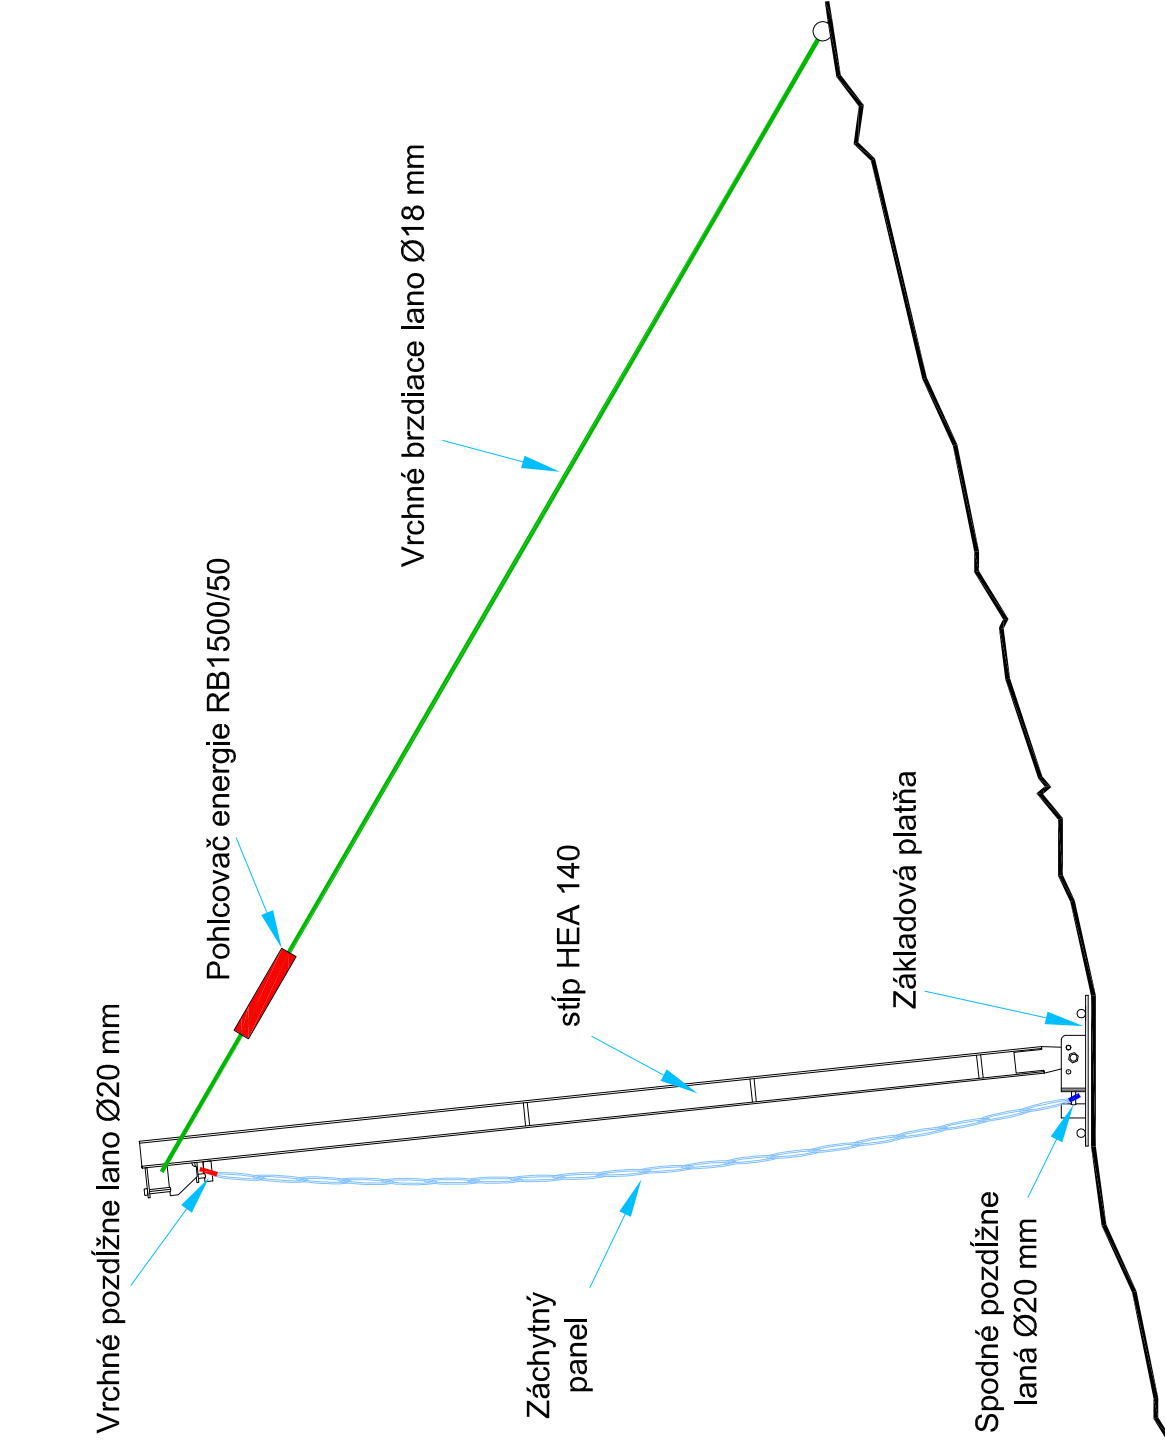 Vrchné pozdĺžne lano Ø20 mm
Pohlcovač energie RB1500/50
Vrchné brzdiace lano Ø18 mm
Záchytný
panel
stĺp HEA 140
Základová platňa
Spodné pozdĺžne
laná Ø20 mm